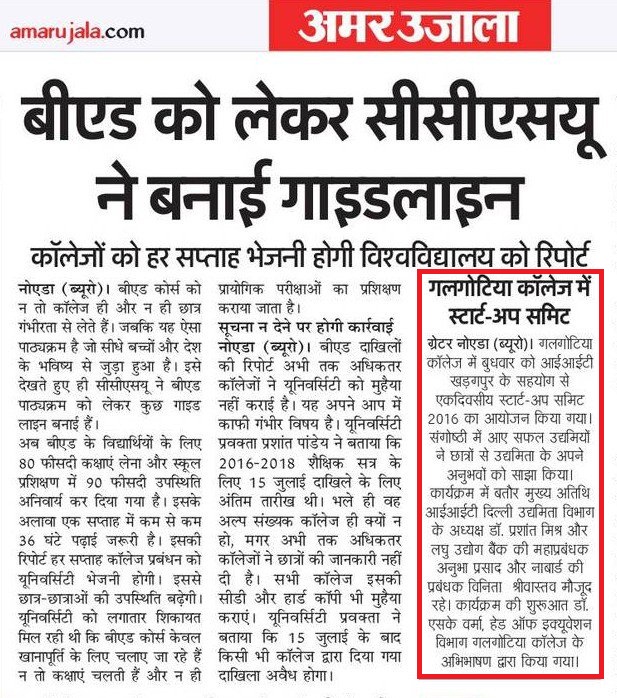 amarujala.com
अमर उजाला
बीएड को लेकर सीसीएसयू
ने बनाई गाइडलाइन
कॉलेजों को हर सप्ताह भेजनी होगी विश्वविद्यालय को रिपोर्ट
नोएडा (ब्यूरो)। बीएड कोर्स को
न तो कॉलेज ही और न ही छात्र
गंभीरता से लेते हैं। जबकि यह ऐसा
पाठ्यक्रम है जो सीधे बच्चों और देश
के भविष्य से जुड़ा हुआ है। इसे
देखते हुए ही सीसीएसयू ने बीएड
पाठ्यक्रम को लेकर कुछ गाइड
लाइन बनाई हैं।
अब बीएड के विद्यार्थियों के लिए
80 फीसदी कक्षाएं लेना और स्कूल
प्रशिक्षण में 90 फीसदी उपस्थिति
अनिवार्य कर दिया गया है। इसके
अलावा एक सप्ताह में कम से कम
36 घंटे पढ़ाई जरूरी है। इसकी
रिपोर्ट हर सप्ताह कॉलेज प्रबंधन को
यूनिवर्सिटी भेजनी होगी। इससे
छात्र-छात्राओं की उपस्थिति बढ़ेगी।
यूनिवर्सिटी को लगातार शिकायत
मिल रही थी कि बीएड कोर्स केवल
खानापूर्ति के लिए चलाए जा रहे हैं
न तो कक्षाएं चलती हैं और न ही
प्रायोगिक परीक्षाओं का प्रशिक्षण
कराया जाता है।
सूचना न देने पर होगी कार्रवाई
नोएडा (ब्यूरो)। बीएड दाखिलों
की रिपोर्ट अभी तक अधिकतर
कॉलेजों ने यूनिवर्सिटी को मुहैया
नहीं कराई है। यह अपने आप में
काफी गंभीर विषय है। यूनिवर्सिटी
प्रवक्ता प्रशांत पांडेय ने बताया कि
2016-2018 शैक्षिक सत्र के
लिए 15 जुलाई दाखिले के लिए
अंतिम तारीख थी। भले ही वह
अल्प संख्यक कॉलेज ही क्यों न
हो, मगर अभी तक अधिकतर
कॉलेजों ने छात्रों की जानकारी नहीं
दी है। सभी कॉलेज इसकी
सीडी और हार्ड कॉपी भी मुहैया
कराएं। यूनिवर्सिटी प्रवक्ता ने
बताया कि 15 जुलाई के बाद
किसी भी कॉलेज द्वारा दिया गया
दाखिला अवैध होगा।
गलगोटिया कॉलेज में
स्टार्ट-अप समिट
ग्रेटर नोएडा (ब्यूरो)। गलगोटिया
कॉलेज में बुधवार को आईआईटी
खड़गपुर के सहयोग से
एकदिवसीय स्टार्ट-अप समिट
2016 का आयोजन किया गया।
संगोष्ठी में आए सफल उद्यमियों
ने छात्रों से उद्यमिता के अपने
अनुभवों को साझा किया।
कार्यक्रम में बतौर मुख्य अतिथि
आईआईटी दिल्ली उद्यमिता विभाग
के अध्यक्ष डॉ. प्रशांत मिश्र और
लघु उद्योग बैंक की महाप्रबंधक
अनुभा प्रसाद और नाबार्ड की
प्रबंधक विनिता श्रीवास्तव मौजूद
रहे। कार्यक्रम की शुरूआत डॉ.
एसके वर्मा, हेड ऑफ इक्यूवेशन
विभाग गलगोटिया कॉलेज के
अभिभाषण द्वारा किया गया।